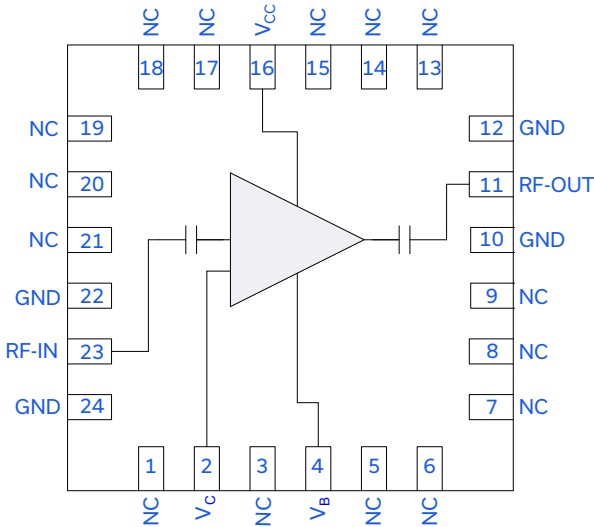 NC NC VCC NC NC NC
18 17 16 15 14 13
NC 19 12 GND
NC 20 11 RF-OUT
NC 21 10 GND
GND 22 9 NC
RF-IN 23 8 NC
GND 24 7 NC
1 2 3 4 5 6
NC VC NC VB NC NC